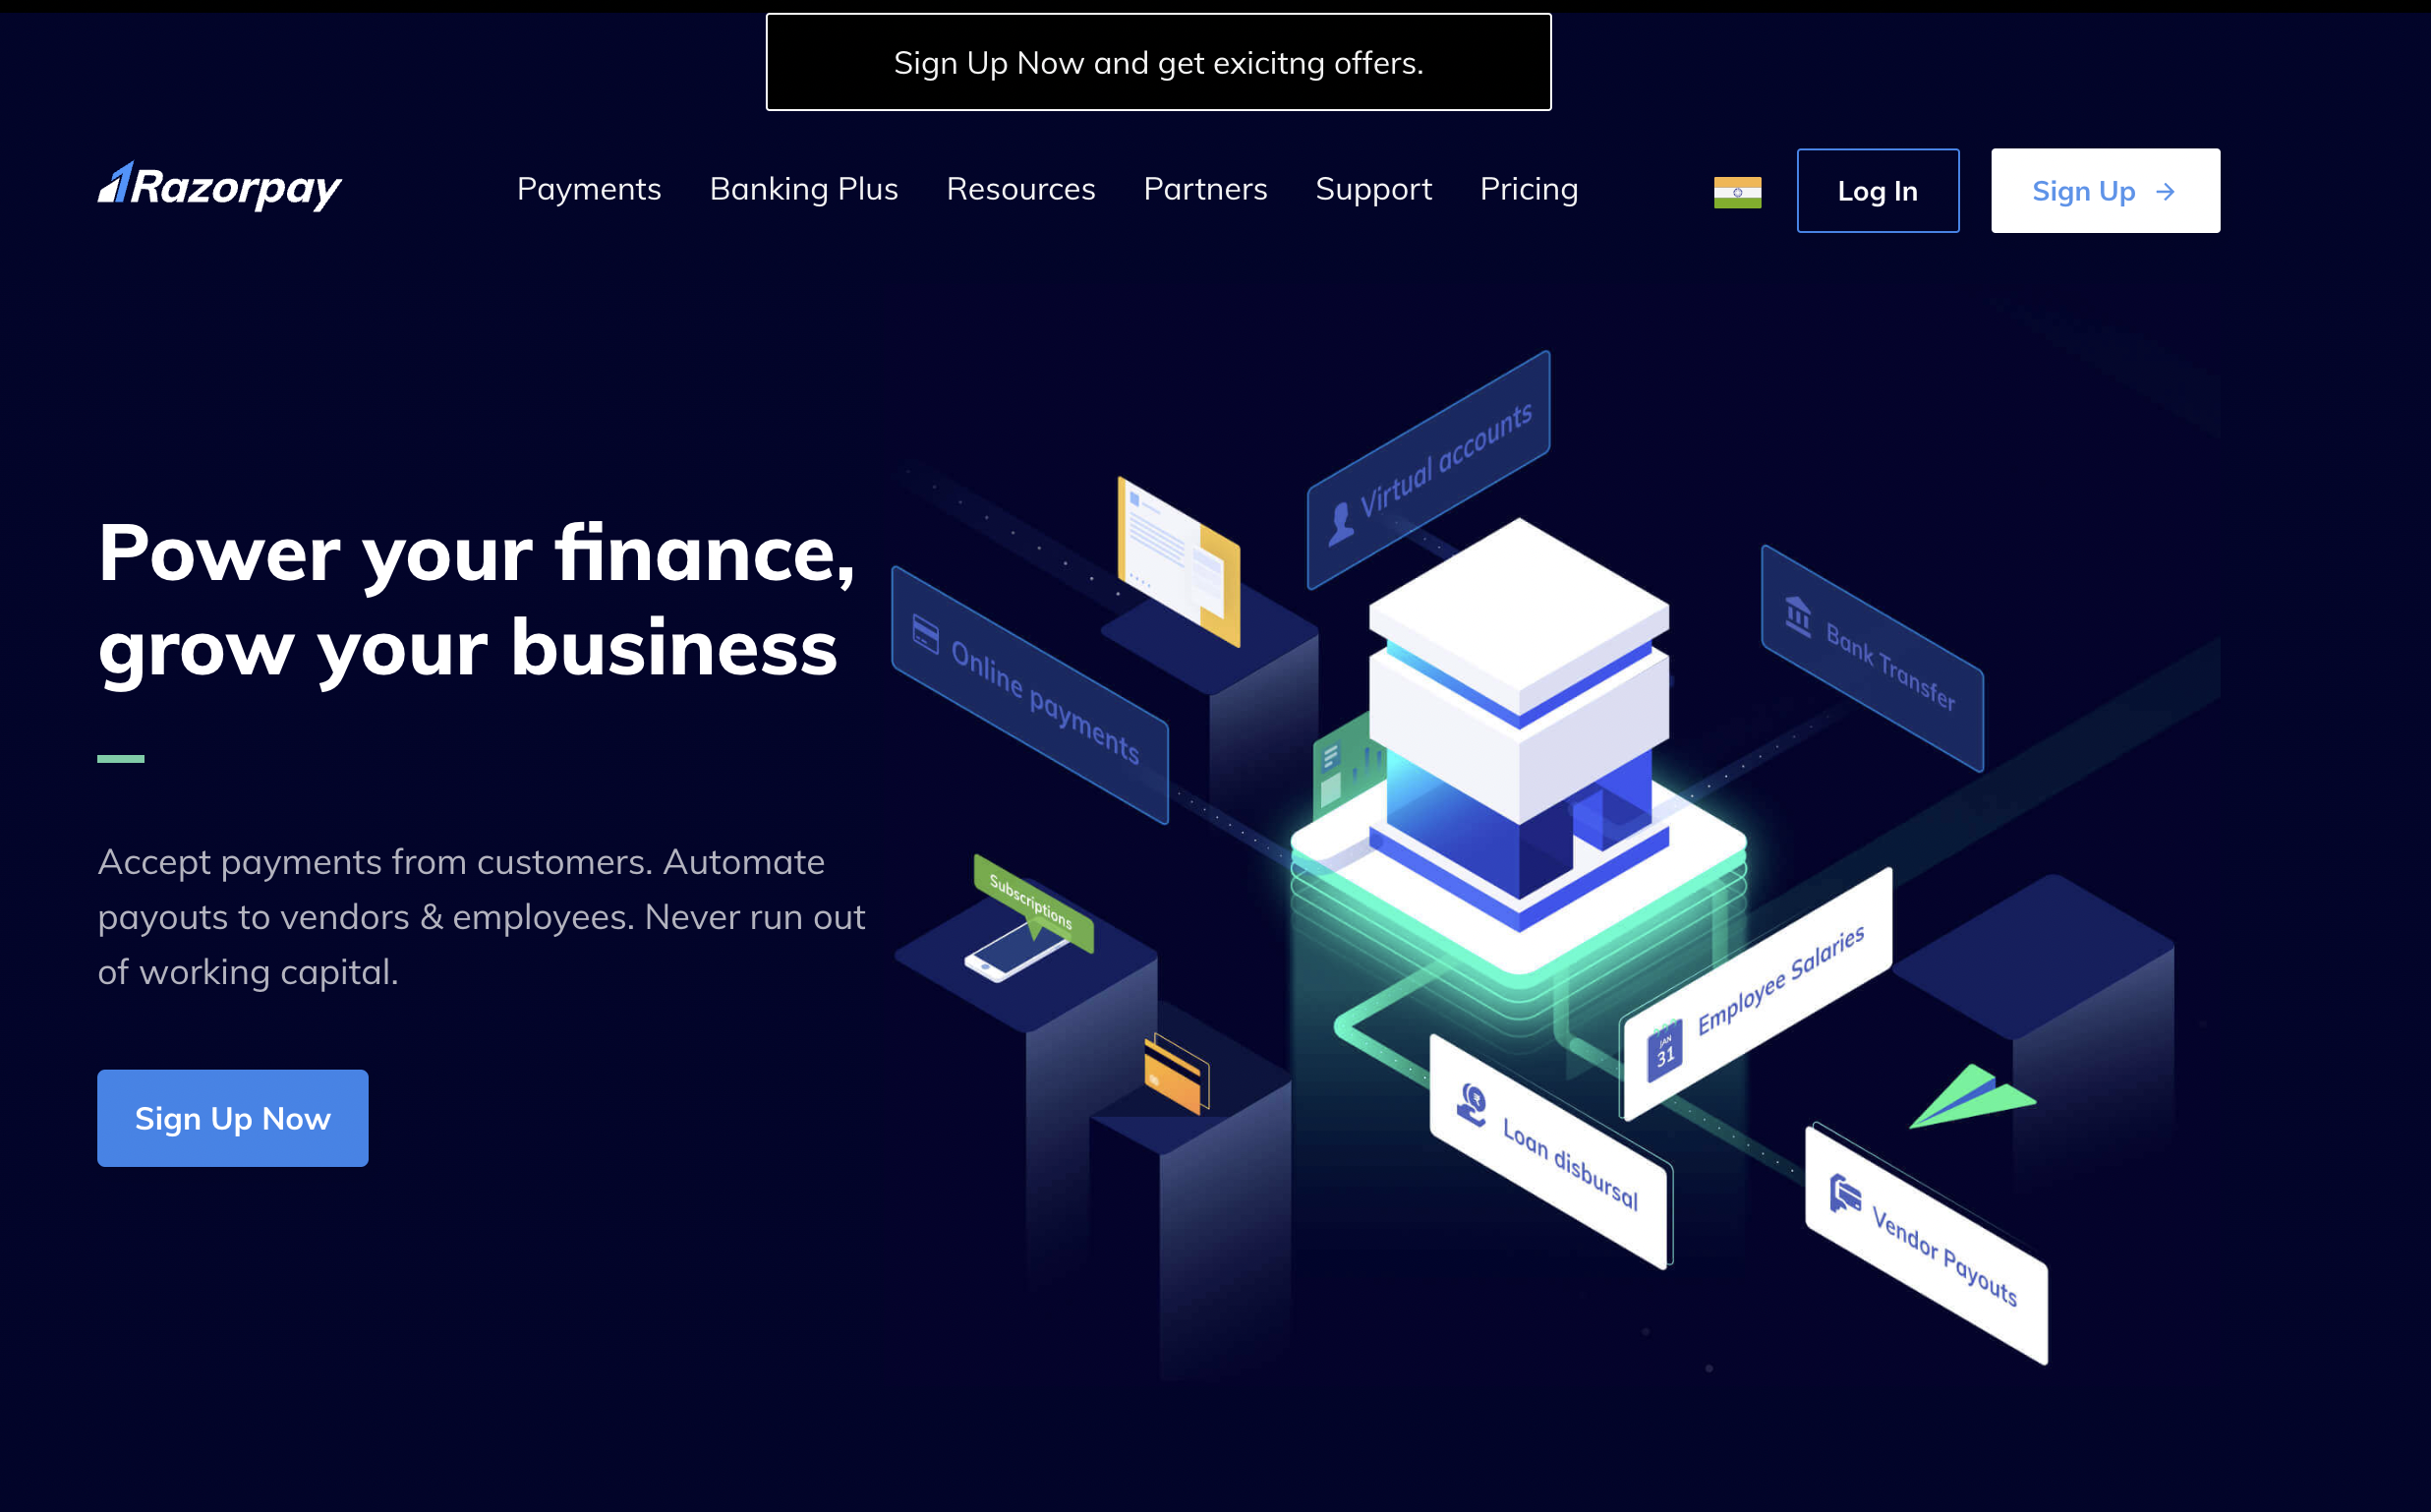 Sign Up Now and get exicitng offers.
Razorpay
Payments
Banking Plus
Resources
Partners
Support
Pricing
Log In
Sign Up →
Power your finance,
grow your business
Accept payments from customers. Automate
payouts to vendors & employees. Never run out
of working capital.
Sign Up Now
Virtual accounts
Online payments
Bank Transfer
Subscriptions
Employee Salaries
JAN
31
₹
Loan disbursal
Vendor Payouts